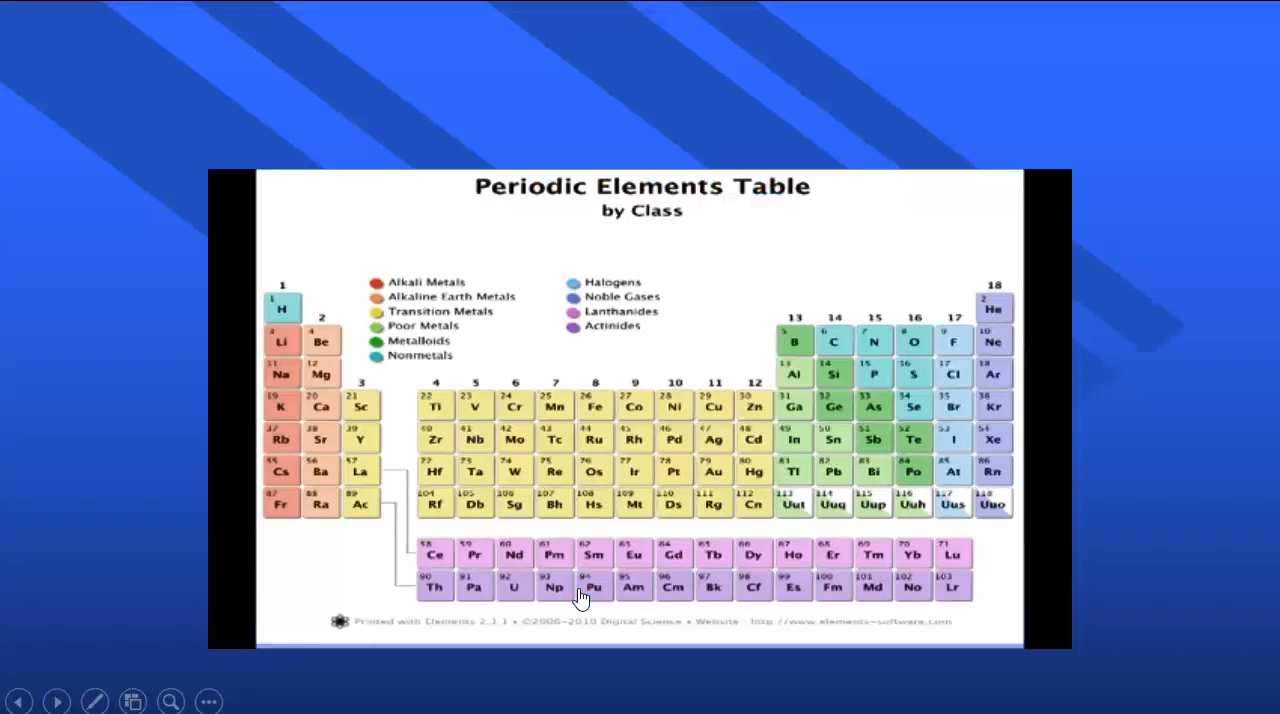 Periodic Elements Table
by Class
Alkali Metals
Alkaline Earth Metals
Transition Metals
Poor Metals
Metalloids
Nonmetals
Halogens
Noble Gases
Lanthanides
Actinides
1 18
1 2
H He
2 13 14 15 16 17
3 4 5 6 7 8 9 10
Li Be B C N O F Ne
11 12 13 14 15 16 17 18
Na Mg Al Si P S Cl Ar
3 4 5 6 7 8 9 10 11 12
19 20 21 22 23 24 25 26 27 28 29 30 31 32 33 34 35 36
K Ca Sc Ti V Cr Mn Fe Co Ni Cu Zn Ga Ge As Se Br Kr
37 38 39 40 41 42 43 44 45 46 47 48 49 50 51 52 53 54
Rb Sr Y Zr Nb Mo Tc Ru Rh Pd Ag Cd In Sn Sb Te I Xe
55 56 57 72 73 74 75 76 77 78 79 80 81 82 83 84 85 86
Cs Ba La Hf Ta W Re Os Ir Pt Au Hg Tl Pb Bi Po At Rn
87 88 89 104 105 106 107 108 109 110 111 112 113 114 115 116 117 118
Fr Ra Ac Rf Db Sg Bh Hs Mt Ds Rg Cn Uut Uuq Uup Uuh Uus Uuo
58 59 60 61 62 63 64 65 66 67 68 69 70 71
Ce Pr Nd Pm Sm Eu Gd Tb Dy Ho Er Tm Yb Lu
90 91 92 93 94 95 96 97 98 99 100 101 102 103
Th Pa U Np Pu Am Cm Bk Cf Es Fm Md No Lr
Printed with Elements 2.3.1 • ©2006-2010 Digital Science • Website : http://www.elements-software.com